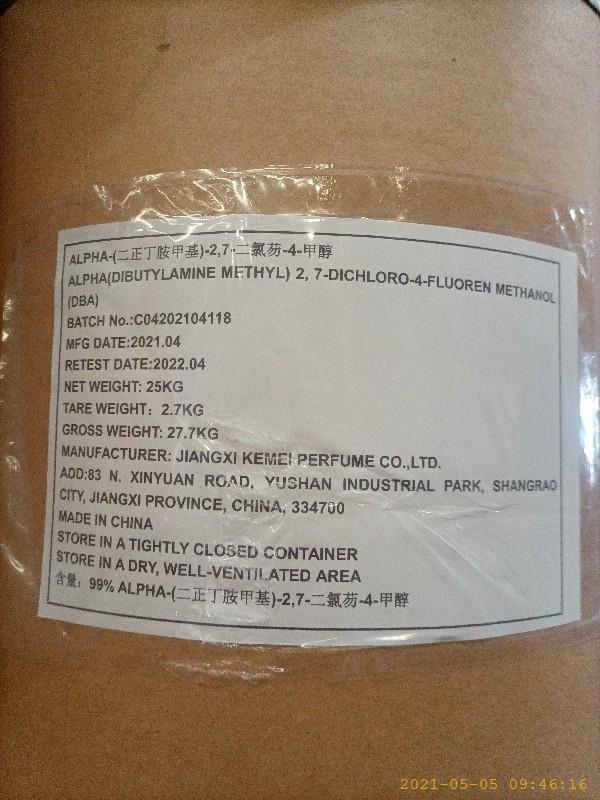 ALPHA-(二正丁胺甲基)-2,7-二氯芴-4-甲醇
ALPHA(DIBUTYLAMINE METHYL) 2, 7-DICHLORO-4-FLUOREN METHANOL
(DBA)
BATCH No.:C04202104118
MFG DATE:2021.04
RETEST DATE:2022.04
NET WEIGHT: 25KG
TARE WEIGHT: 2.7KG
GROSS WEIGHT: 27.7KG
MANUFACTURER: JIANGXI KEMEI PERFUME CO.,LTD.
ADD:83 N. XINYUAN ROAD, YUSHAN INDUSTRIAL PARK, SHANGRAO
CITY, JIANGXI PROVINCE, CHINA, 334700
MADE IN CHINA
STORE IN A TIGHTLY CLOSED CONTAINER
STORE IN A DRY, WELL-VENTILATED AREA
含量: 99% ALPHA-(二正丁胺甲基)-2,7-二氯芴-4-甲醇
2021-05-05 09:46:16